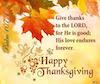 Give thanks
to the LORD,
for He is good;
His love endures
forever.
Happy
Thanksgiving